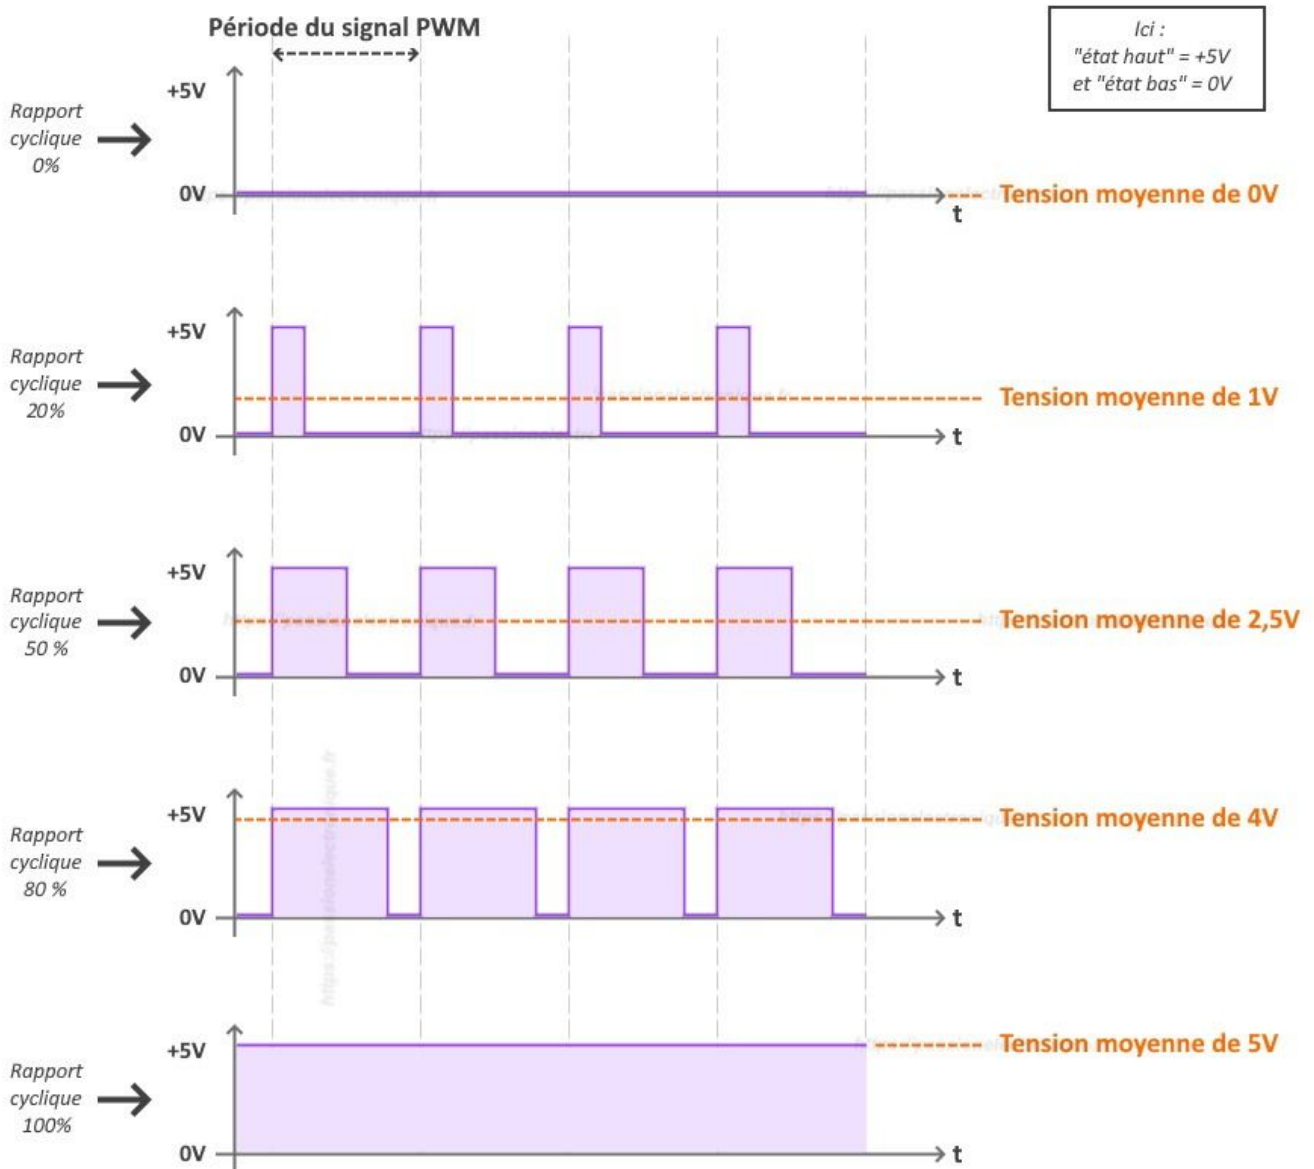 Période du signal PWM
Ici :
"état haut" = +5V
et "état bas" = 0V
+5V
Rapport
cyclique
0%
0V
t
Tension moyenne de 0V
+5V
Rapport
cyclique
20%
Tension moyenne de 1V
0V
t
+5V
Rapport
cyclique
50 %
Tension moyenne de 2,5V
0V
t
+5V
Tension moyenne de 4V
Rapport
cyclique
80 %
0V
t
https://passionelectronique.fr
+5V
Tension moyenne de 5V
Rapport
cyclique
100%
0V
t